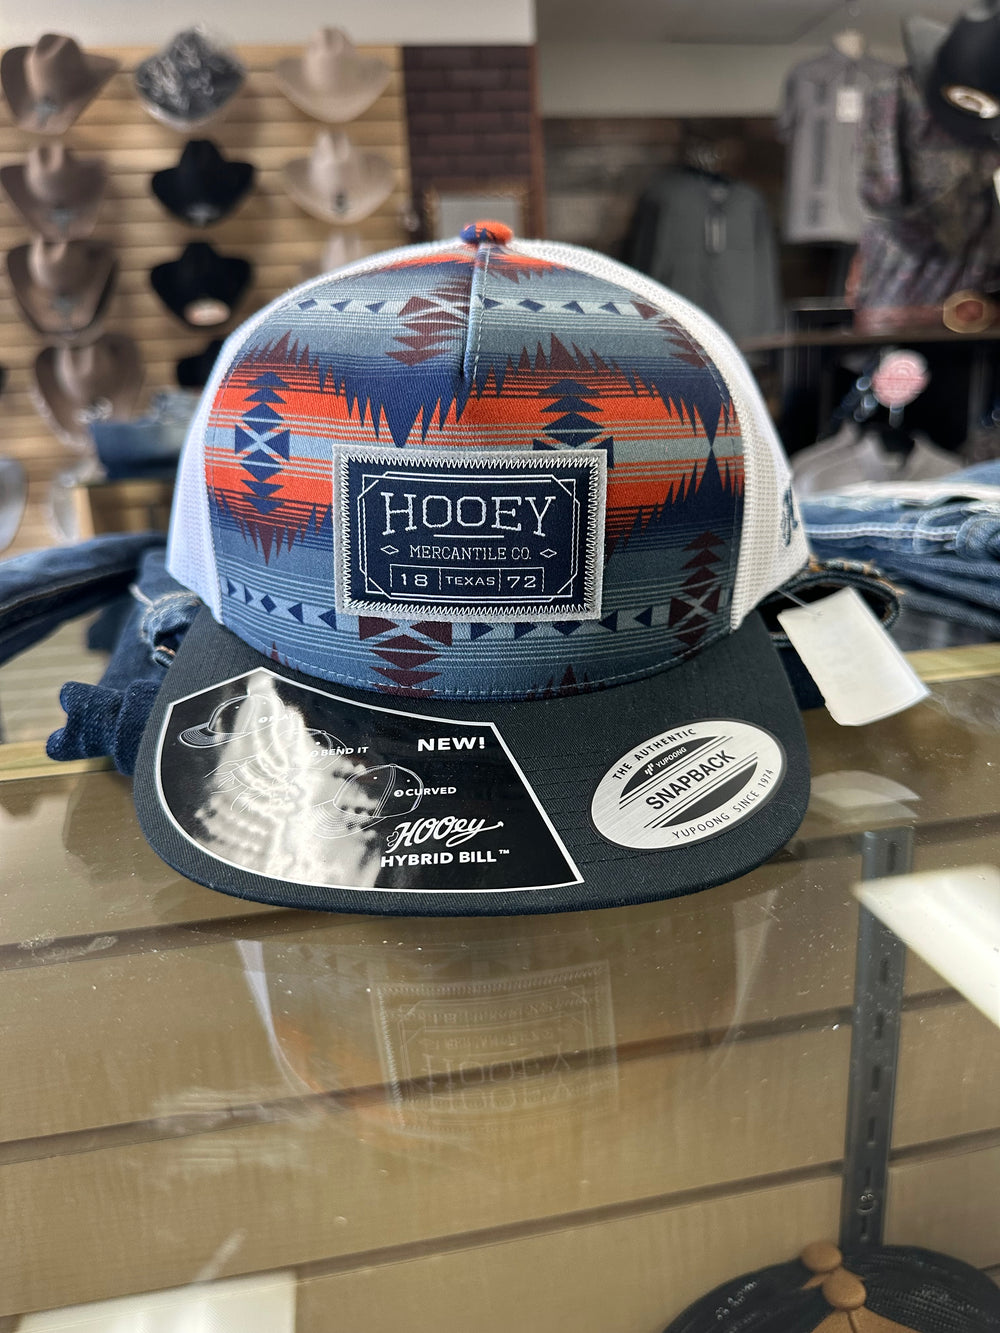 HOOEY
MERCANTILE CO.
18 TEXAS 72
BEND IT
NEW!
③CURVED
HOOey
HYBRID BILL™
THE AUTHENTIC
YUPOONG
SNAPBACK
YUPOONG SINCE 1974